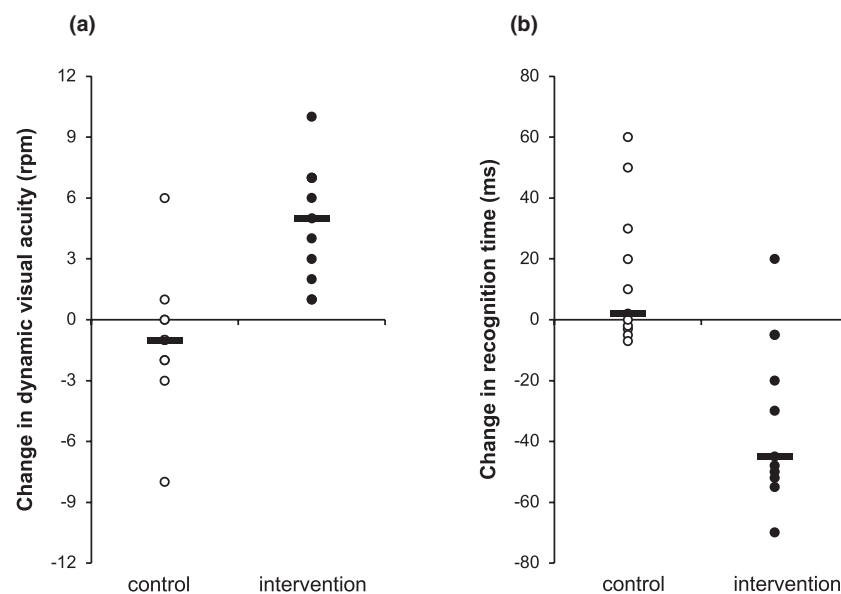 (a)
Change in dynamic visual acuity (rpm)
12
9
6
3
0
-3
-6
-9
-12
control
intervention
(b)
Change in recognition time (ms)
80
60
40
20
0
-20
-40
-60
-80
control
intervention